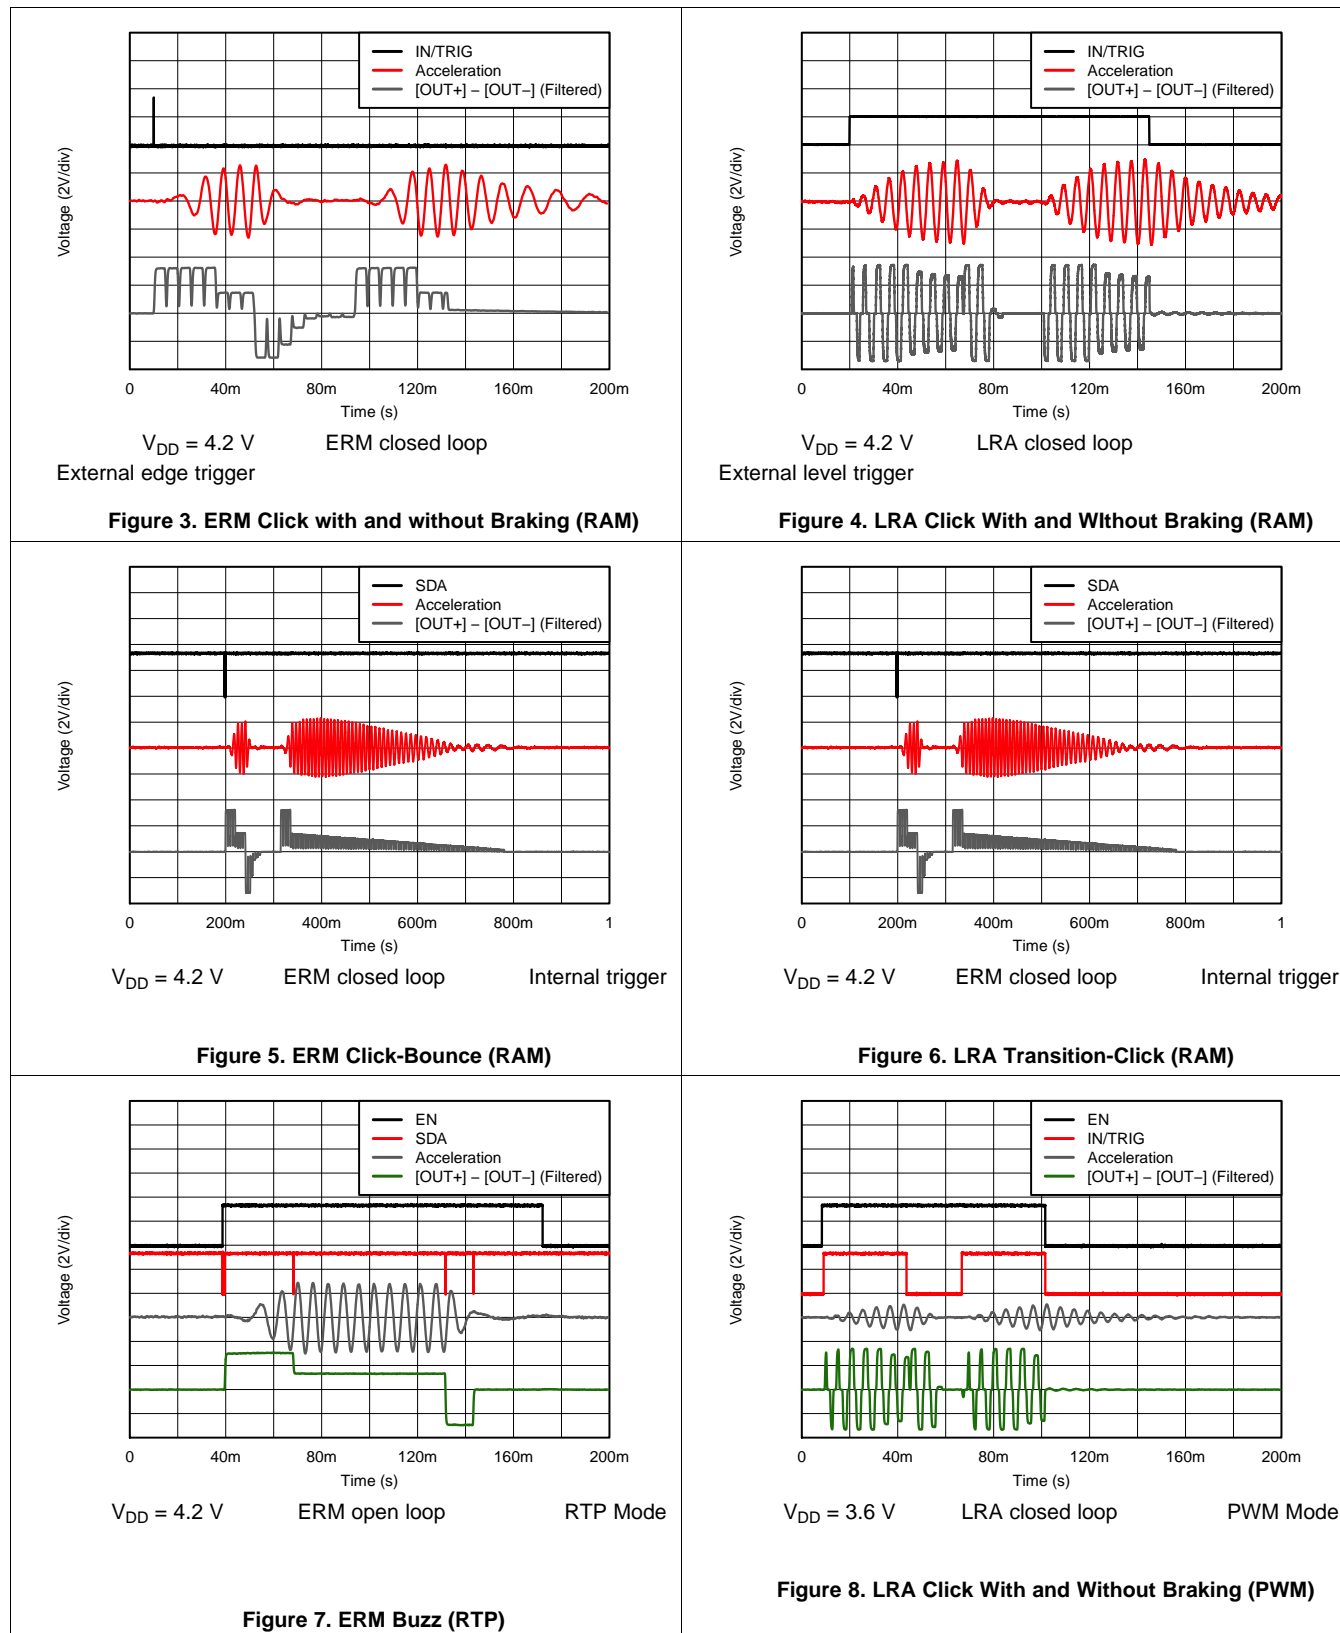 IN/TRIG
Acceleration
[OUT+] – [OUT–] (Filtered)
Voltage (2V/div)
0 40m 80m 120m 160m 200m
Time (s)
VDD = 4.2 V ERM closed loop
External edge trigger
Figure 3. ERM Click with and without Braking (RAM)
IN/TRIG
Acceleration
[OUT+] – [OUT–] (Filtered)
Voltage (2V/div)
0 40m 80m 120m 160m 200m
Time (s)
VDD = 4.2 V LRA closed loop
External level trigger
Figure 4. LRA Click With and WIthout Braking (RAM)
SDA
Acceleration
[OUT+] – [OUT–] (Filtered)
Voltage (2V/div)
0 200m 400m 600m 800m 1
Time (s)
VDD = 4.2 V ERM closed loop Internal trigger
Figure 5. ERM Click-Bounce (RAM)
SDA
Acceleration
[OUT+] – [OUT–] (Filtered)
Voltage (2V/div)
0 200m 400m 600m 800m 1
Time (s)
VDD = 4.2 V ERM closed loop Internal trigger
Figure 6. LRA Transition-Click (RAM)
EN
SDA
Acceleration
[OUT+] – [OUT–] (Filtered)
Voltage (2V/div)
0 40m 80m 120m 160m 200m
Time (s)
VDD = 4.2 V ERM open loop RTP Mode
Figure 7. ERM Buzz (RTP)
EN
IN/TRIG
Acceleration
[OUT+] – [OUT–] (Filtered)
Voltage (2V/div)
0 40m 80m 120m 160m 200m
Time (s)
VDD = 3.6 V LRA closed loop PWM Mode
Figure 8. LRA Click With and Without Braking (PWM)